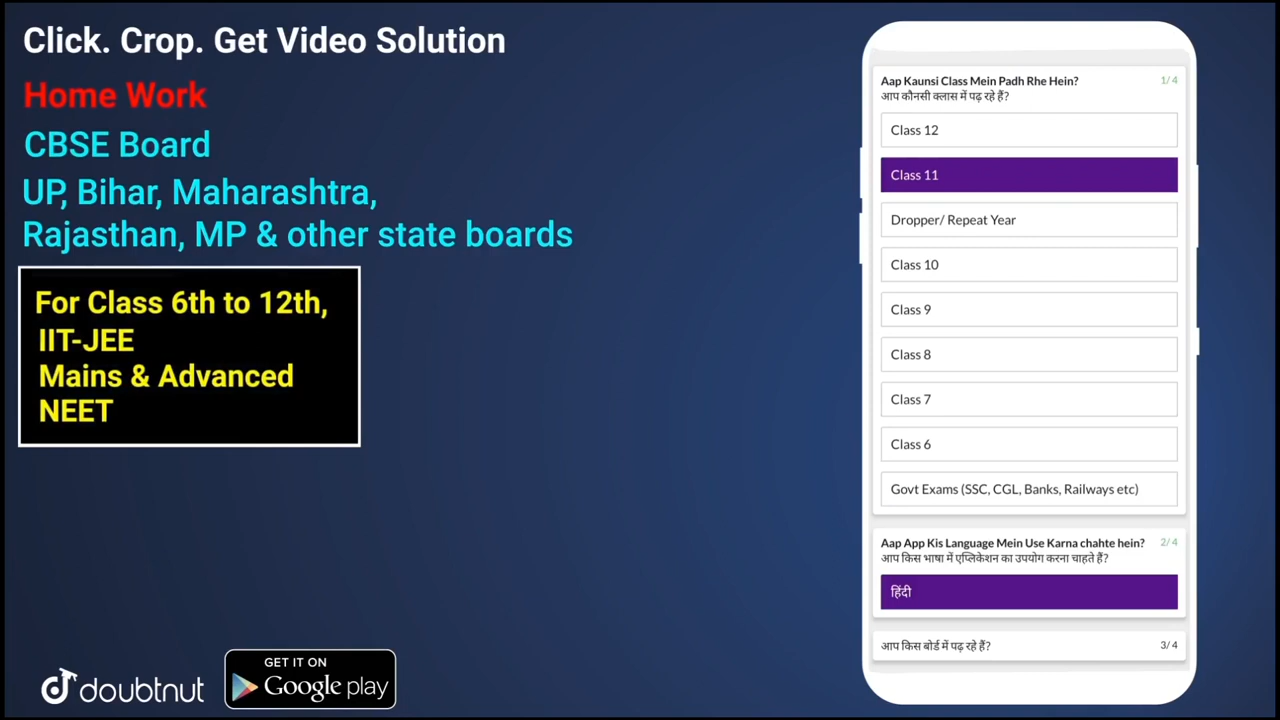 Click. Crop. Get Video Solution
Home Work
CBSE Board
UP, Bihar, Maharashtra,
Rajasthan, MP & other state boards
For Class 6th to 12th,
IIT-JEE
Mains & Advanced
NEET
doubtnut
GET IT ON
Google play
Aap Kaunsi Class Mein Padh Rhe Hein? 1/4
आप कौनसी क्लास में पढ़ रहे हैं?
Class 12
Class 11
Dropper/ Repeat Year
Class 10
Class 9
Class 8
Class 7
Class 6
Govt Exams (SSC, CGL, Banks, Railways etc)
Aap App Kis Language Mein Use Karna chahte hein? 2/4
आप किस भाषा में एप्लिकेशन का उपयोग करना चाहते हैं?
हिंदी
आप किस बोर्ड में पढ़ रहे हैं? 3/4